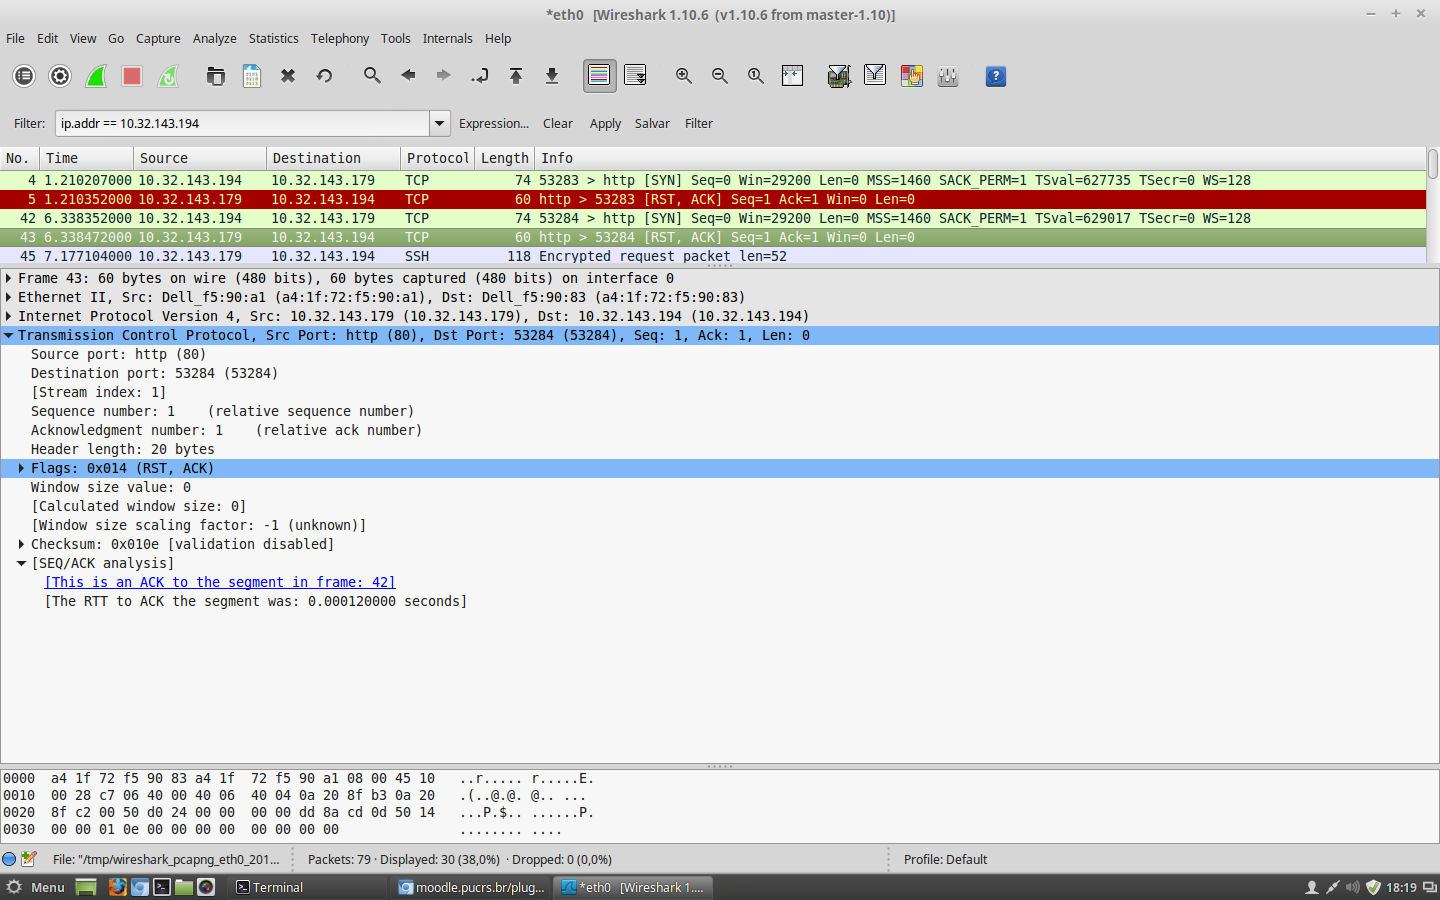 *eth0   [Wireshark 1.10.6  (v1.10.6 from master-1.10)]
File  Edit  View  Go  Capture  Analyze  Statistics  Telephony  Tools  Internals  Help
Filter:  ip.addr == 10.32.143.194  Expression...  Clear  Apply  Salvar  Filter
No.  Time  Source  Destination  Protocol  Length  Info
4  1.210207000  10.32.143.194  10.32.143.179  TCP  74  53283 > http [SYN] Seq=0 Win=29200 Len=0 MSS=1460 SACK_PERM=1 TSval=627735 TSecr=0 WS=128
5  1.210352000  10.32.143.179  10.32.143.194  TCP  60  http > 53283 [RST, ACK] Seq=1 Ack=1 Win=0 Len=0
42  6.338352000  10.32.143.194  10.32.143.179  TCP  74  53284 > http [SYN] Seq=0 Win=29200 Len=0 MSS=1460 SACK_PERM=1 TSval=629017 TSecr=0 WS=128
43  6.338472000  10.32.143.179  10.32.143.194  TCP  60  http > 53284 [RST, ACK] Seq=1 Ack=1 Win=0 Len=0
45  7.177104000  10.32.143.179  10.32.143.194  SSH  118  Encrypted request packet len=52
Frame 43: 60 bytes on wire (480 bits), 60 bytes captured (480 bits) on interface 0
Ethernet II, Src: Dell_f5:90:a1 (a4:1f:72:f5:90:a1), Dst: Dell_f5:90:83 (a4:1f:72:f5:90:83)
Internet Protocol Version 4, Src: 10.32.143.179 (10.32.143.179), Dst: 10.32.143.194 (10.32.143.194)
Transmission Control Protocol, Src Port: http (80), Dst Port: 53284 (53284), Seq: 1, Ack: 1, Len: 0
Source port: http (80)
Destination port: 53284 (53284)
[Stream index: 1]
Sequence number: 1    (relative sequence number)
Acknowledgment number: 1    (relative ack number)
Header length: 20 bytes
Flags: 0x014 (RST, ACK)
Window size value: 0
[Calculated window size: 0]
[Window size scaling factor: -1 (unknown)]
Checksum: 0x010e [validation disabled]
[SEQ/ACK analysis]
[This is an ACK to the segment in frame: 42]
[The RTT to ACK the segment was: 0.000120000 seconds]
0000  a4 1f 72 f5 90 83 a4 1f  72 f5 90 a1 08 00 45 10   ..r..... r.....E.
0010  00 28 c7 06 40 00 40 06  40 04 0a 20 8f b3 0a 20   .(..@.@. @.. ...
0020  8f c2 00 50 d0 24 00 00  00 00 dd 8a cd 0d 50 14   ...P.$.. ......P.
0030  00 00 01 0e 00 00 00 00  00 00 00 00   ........ ....
File: "/tmp/wireshark_pcapng_eth0_201...  Packets: 79 · Displayed: 30 (38,0%)  · Dropped: 0 (0,0%)  Profile: Default
Menu  Terminal  moodle.pucrs.br/plug...  *eth0   [Wireshark 1....  18:19